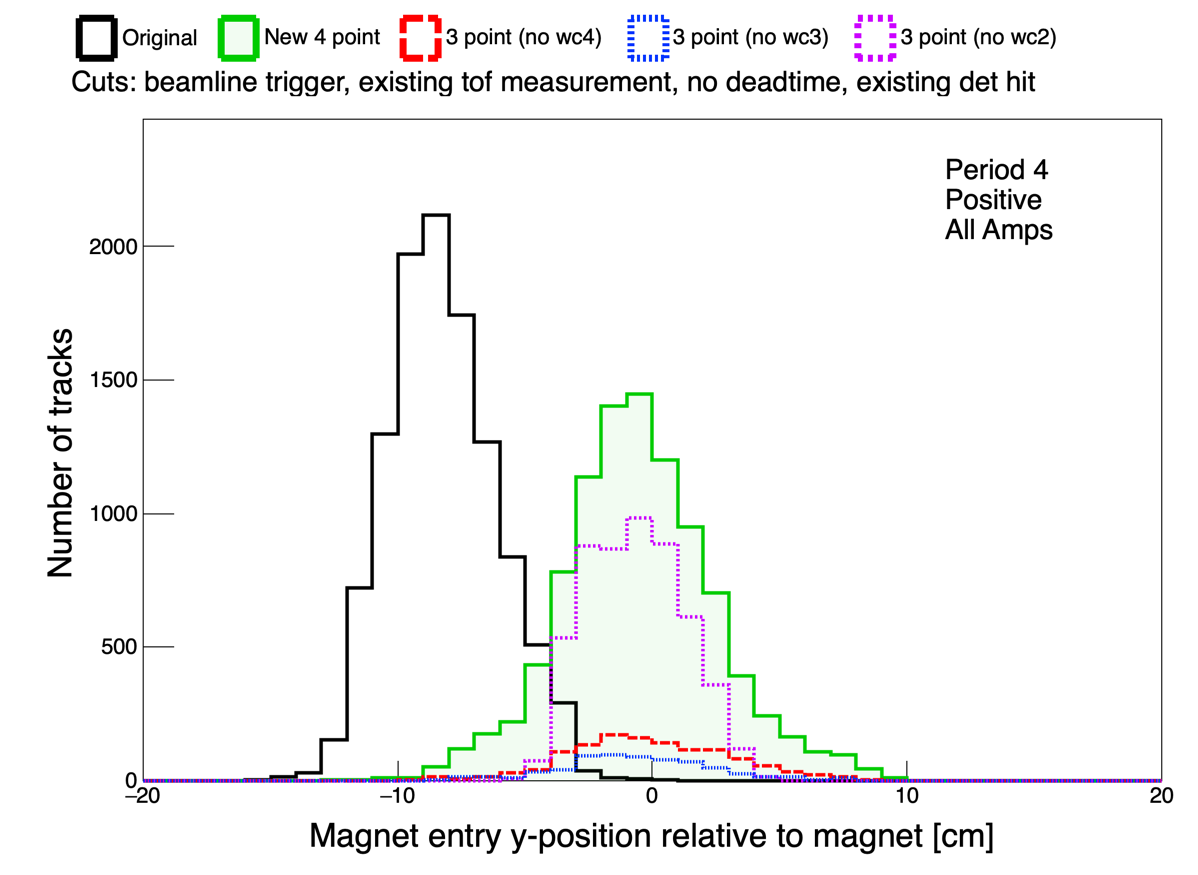 Original New 4 point 3 point (no wc4) 3 point (no wc3) 3 point (no wc2)
Cuts: beamline trigger, existing tof measurement, no deadtime, existing det hit
Period 4
Positive
All Amps
2000
1500
1000
500
0
Number of tracks
−20 −10 0 10 20
Magnet entry y-position relative to magnet [cm]